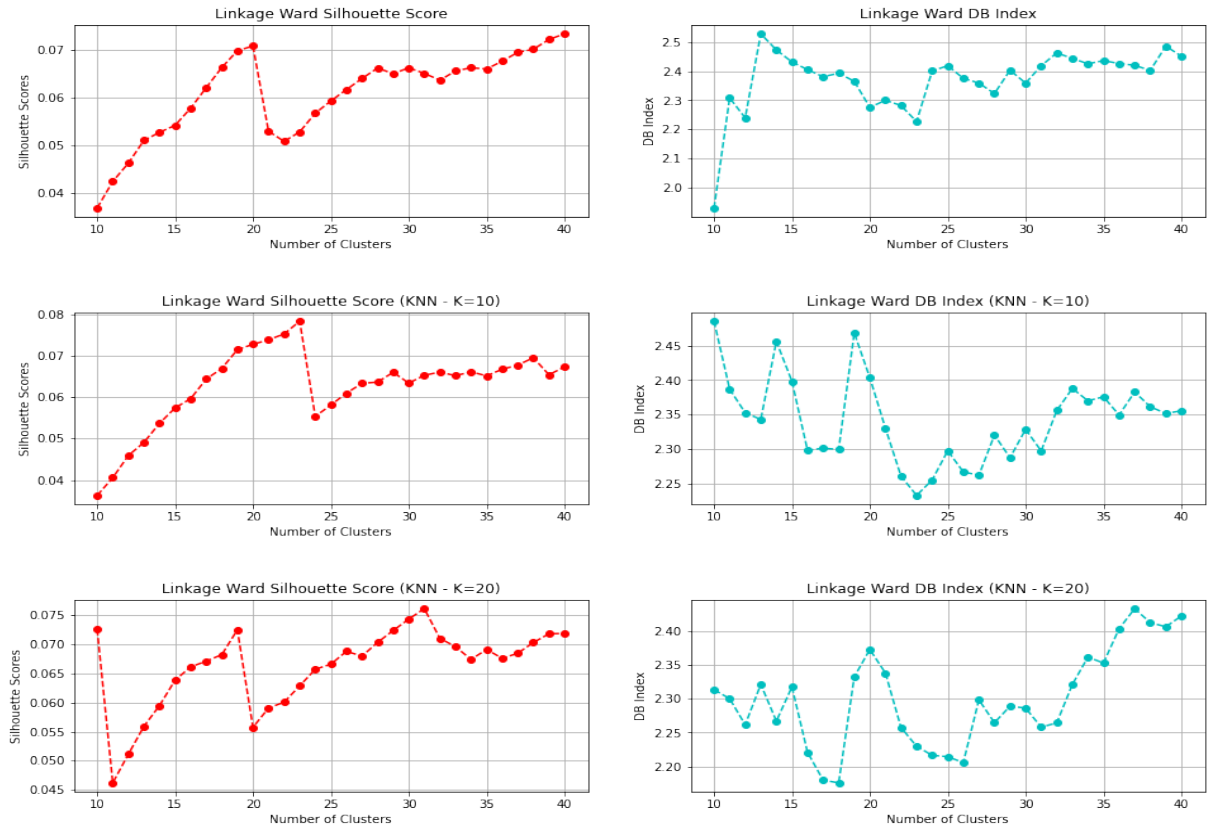 Linkage Ward Silhouette Score
Silhouette Scores
0.07
0.06
0.05
0.04
10 15 20 25 30 35 40
Number of Clusters
Linkage Ward DB Index
DB Index
2.5
2.4
2.3
2.2
2.1
2.0
10 15 20 25 30 35 40
Number of Clusters
Linkage Ward Silhouette Score (KNN - K=10)
Silhouette Scores
0.08
0.07
0.06
0.05
0.04
10 15 20 25 30 35 40
Number of Clusters
Linkage Ward DB Index (KNN - K=10)
DB Index
2.45
2.40
2.35
2.30
2.25
10 15 20 25 30 35 40
Number of Clusters
Linkage Ward Silhouette Score (KNN - K=20)
Silhouette Scores
0.075
0.070
0.065
0.060
0.055
0.050
0.045
10 15 20 25 30 35 40
Number of Clusters
Linkage Ward DB Index (KNN - K=20)
DB Index
2.40
2.35
2.30
2.25
2.20
10 15 20 25 30 35 40
Number of Clusters